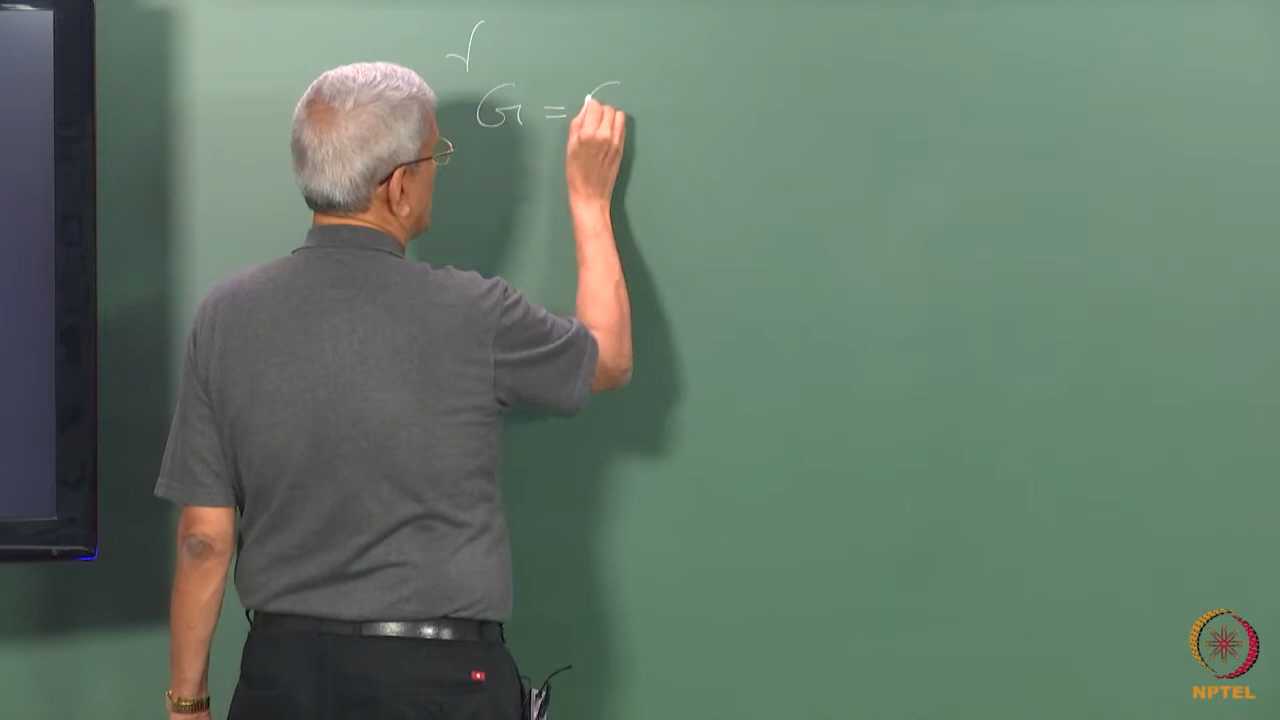 √
G =
NPTEL